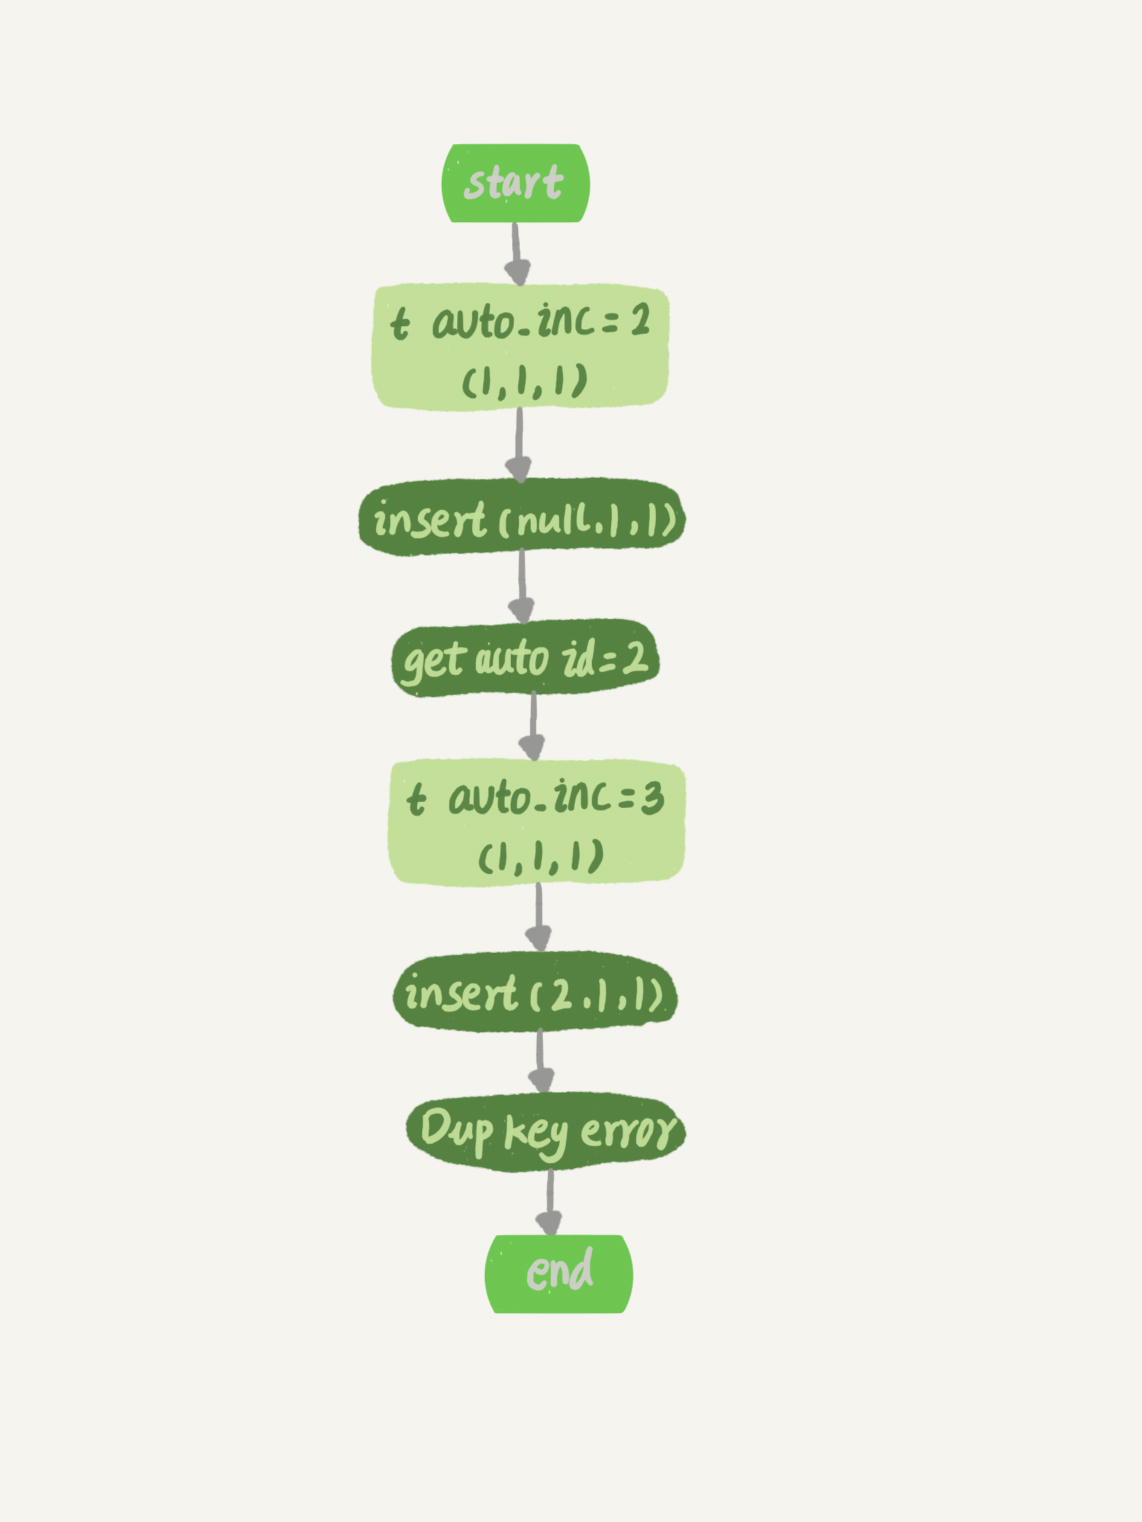 start
t auto_inc=2
(1,1,1)
insert(null.1,1)
get auto id=2
t auto_inc=3
(1,1,1)
insert(2.1,1)
Dup key error
end